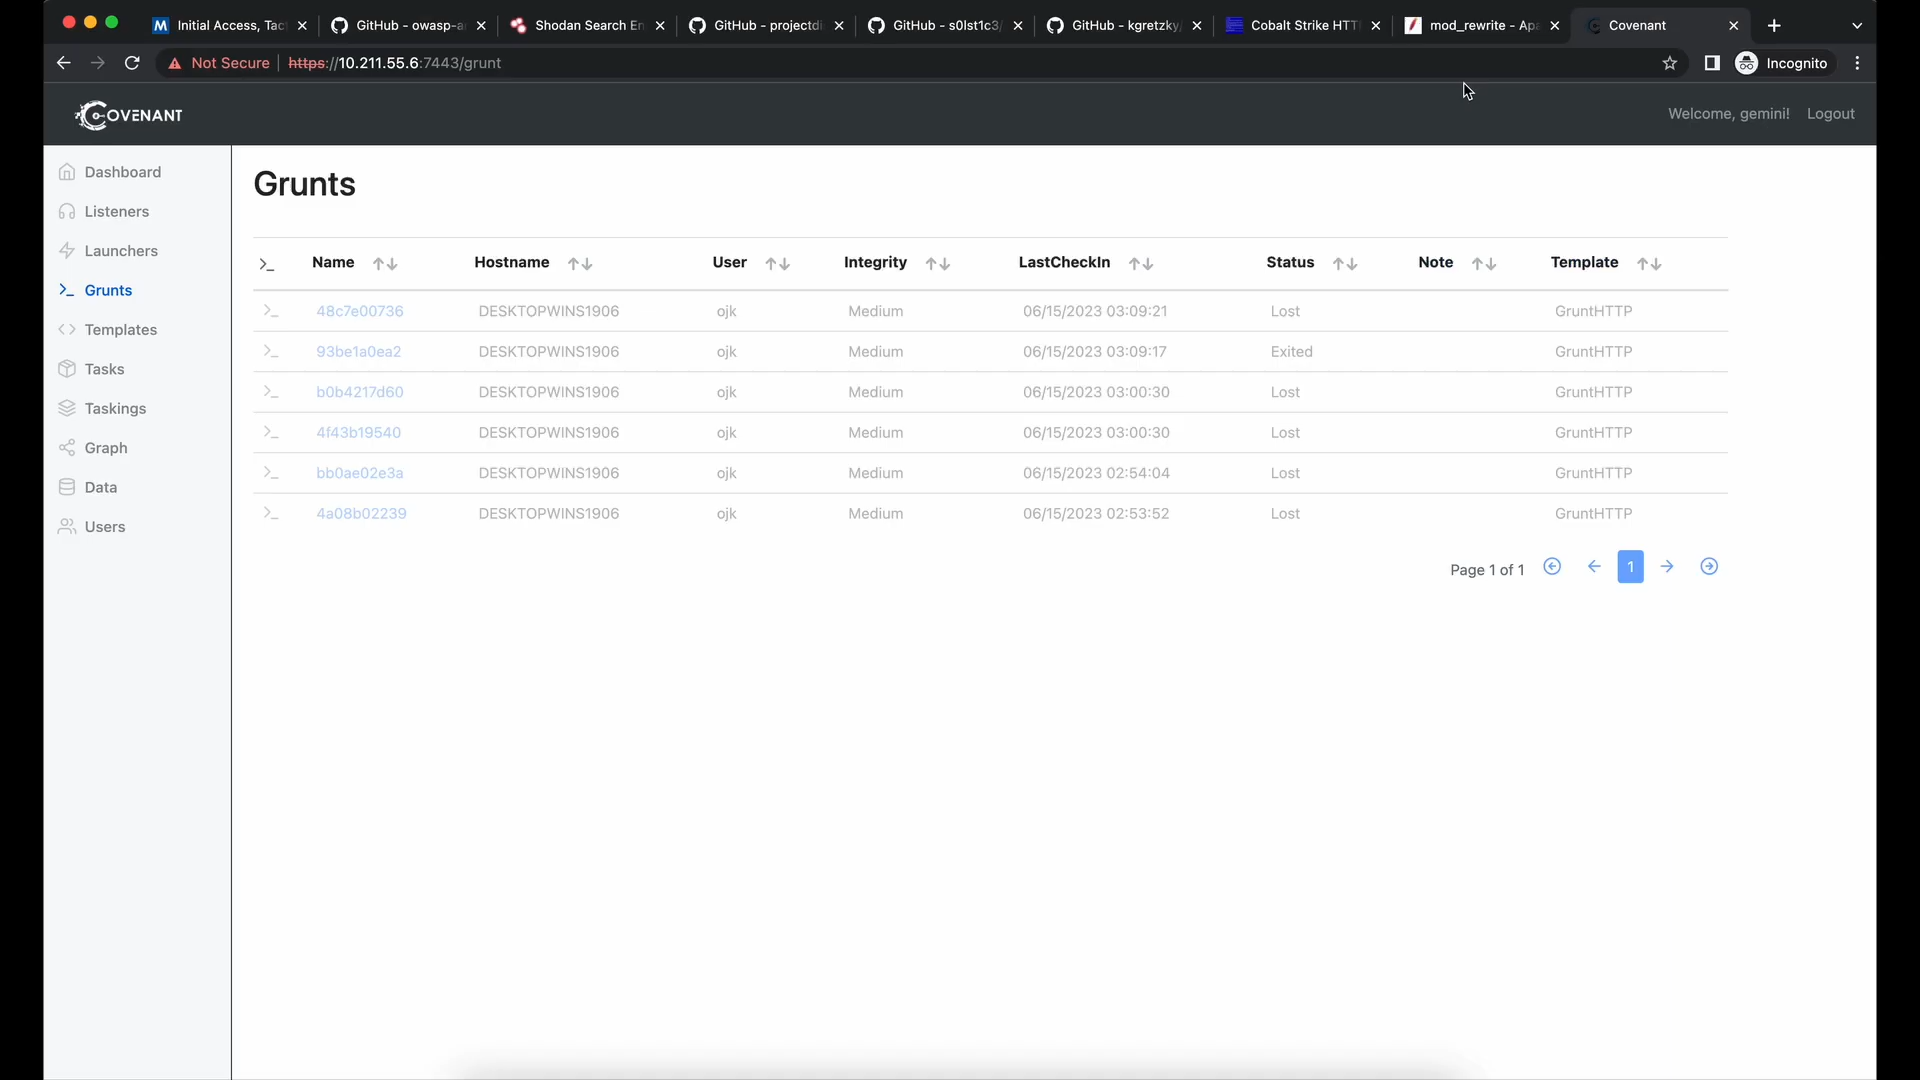 Initial Access, Tac
GitHub - owasp-a
Shodan Search En
GitHub - projectdi
GitHub - s0lst1c3/
GitHub - kgretzky/
Cobalt Strike HTT
mod_rewrite - Apa
Covenant
Not Secure https://10.211.55.6:7443/grunt
Incognito
COVENANT
Welcome, gemini! Logout
Dashboard
Listeners
Launchers
Grunts
Templates
Tasks
Taskings
Graph
Data
Users
Grunts
Name Hostname User Integrity LastCheckIn Status Note Template
48c7e00736 DESKTOPWINS1906 ojk Medium 06/15/2023 03:09:21 Lost GruntHTTP
93be1a0ea2 DESKTOPWINS1906 ojk Medium 06/15/2023 03:09:17 Exited GruntHTTP
b0b4217d60 DESKTOPWINS1906 ojk Medium 06/15/2023 03:00:30 Lost GruntHTTP
4f43b19540 DESKTOPWINS1906 ojk Medium 06/15/2023 03:00:30 Lost GruntHTTP
bb0ae02e3a DESKTOPWINS1906 ojk Medium 06/15/2023 02:54:04 Lost GruntHTTP
4a08b02239 DESKTOPWINS1906 ojk Medium 06/15/2023 02:53:52 Lost GruntHTTP
Page 1 of 1 1